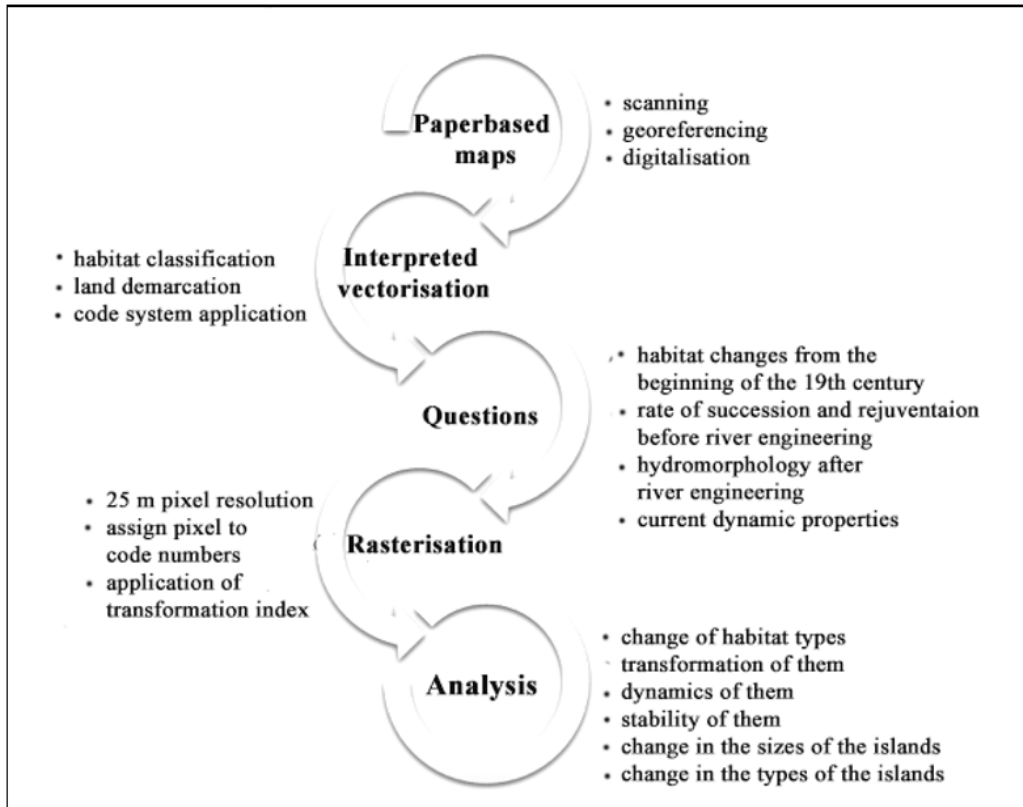 Paperbased
maps
• scanning
• georeferencing
• digitalisation
Interpreted
vectorisation
• habitat classification
• land demarcation
• code system application
Questions
• habitat changes from the
beginning of the 19th century
• rate of succession and rejuventaion
before river engineering
• hydromorphology after
river engineering
• current dynamic properties
Rasterisation
• 25 m pixel resolution
• assign pixel to
code numbers
• application of
transformation index
Analysis
• change of habitat types
• transformation of them
• dynamics of them
• stability of them
• change in the sizes of the islands
• change in the types of the islands